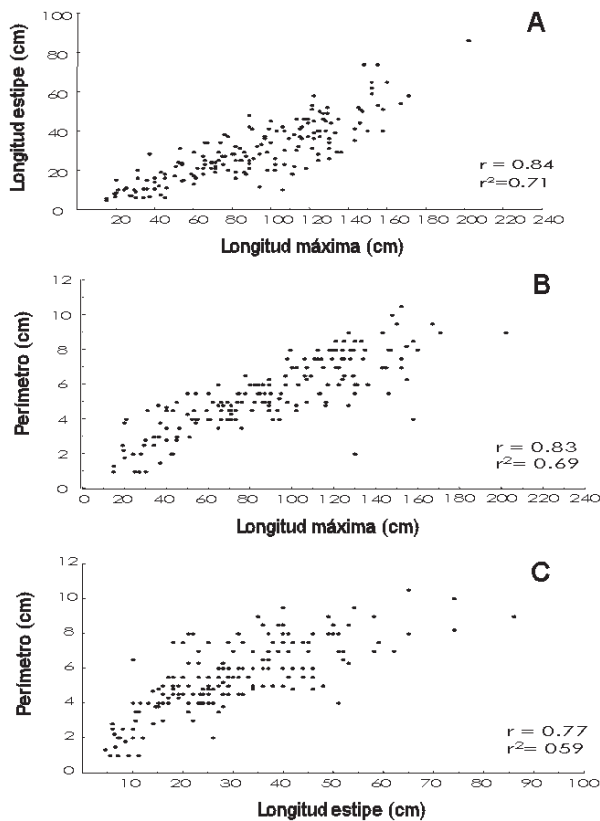 A
Longitud estipe (cm)
100
80
60
40
20
0
r = 0.84
r²=0.71
20 40 60 80 100 120 140 160 180 200 220 240
Longitud máxima (cm)
B
Perímetro (cm)
12
10
8
6
4
2
0
r = 0.83
r²= 0.69
0 20 40 60 80 100 120 140 160 180 200 220 240
Longitud máxima (cm)
C
Perímetro (cm)
12
10
8
6
4
2
0
r = 0.77
r²= 059
10 20 30 40 50 60 70 80 90 100
Longitud estipe (cm)